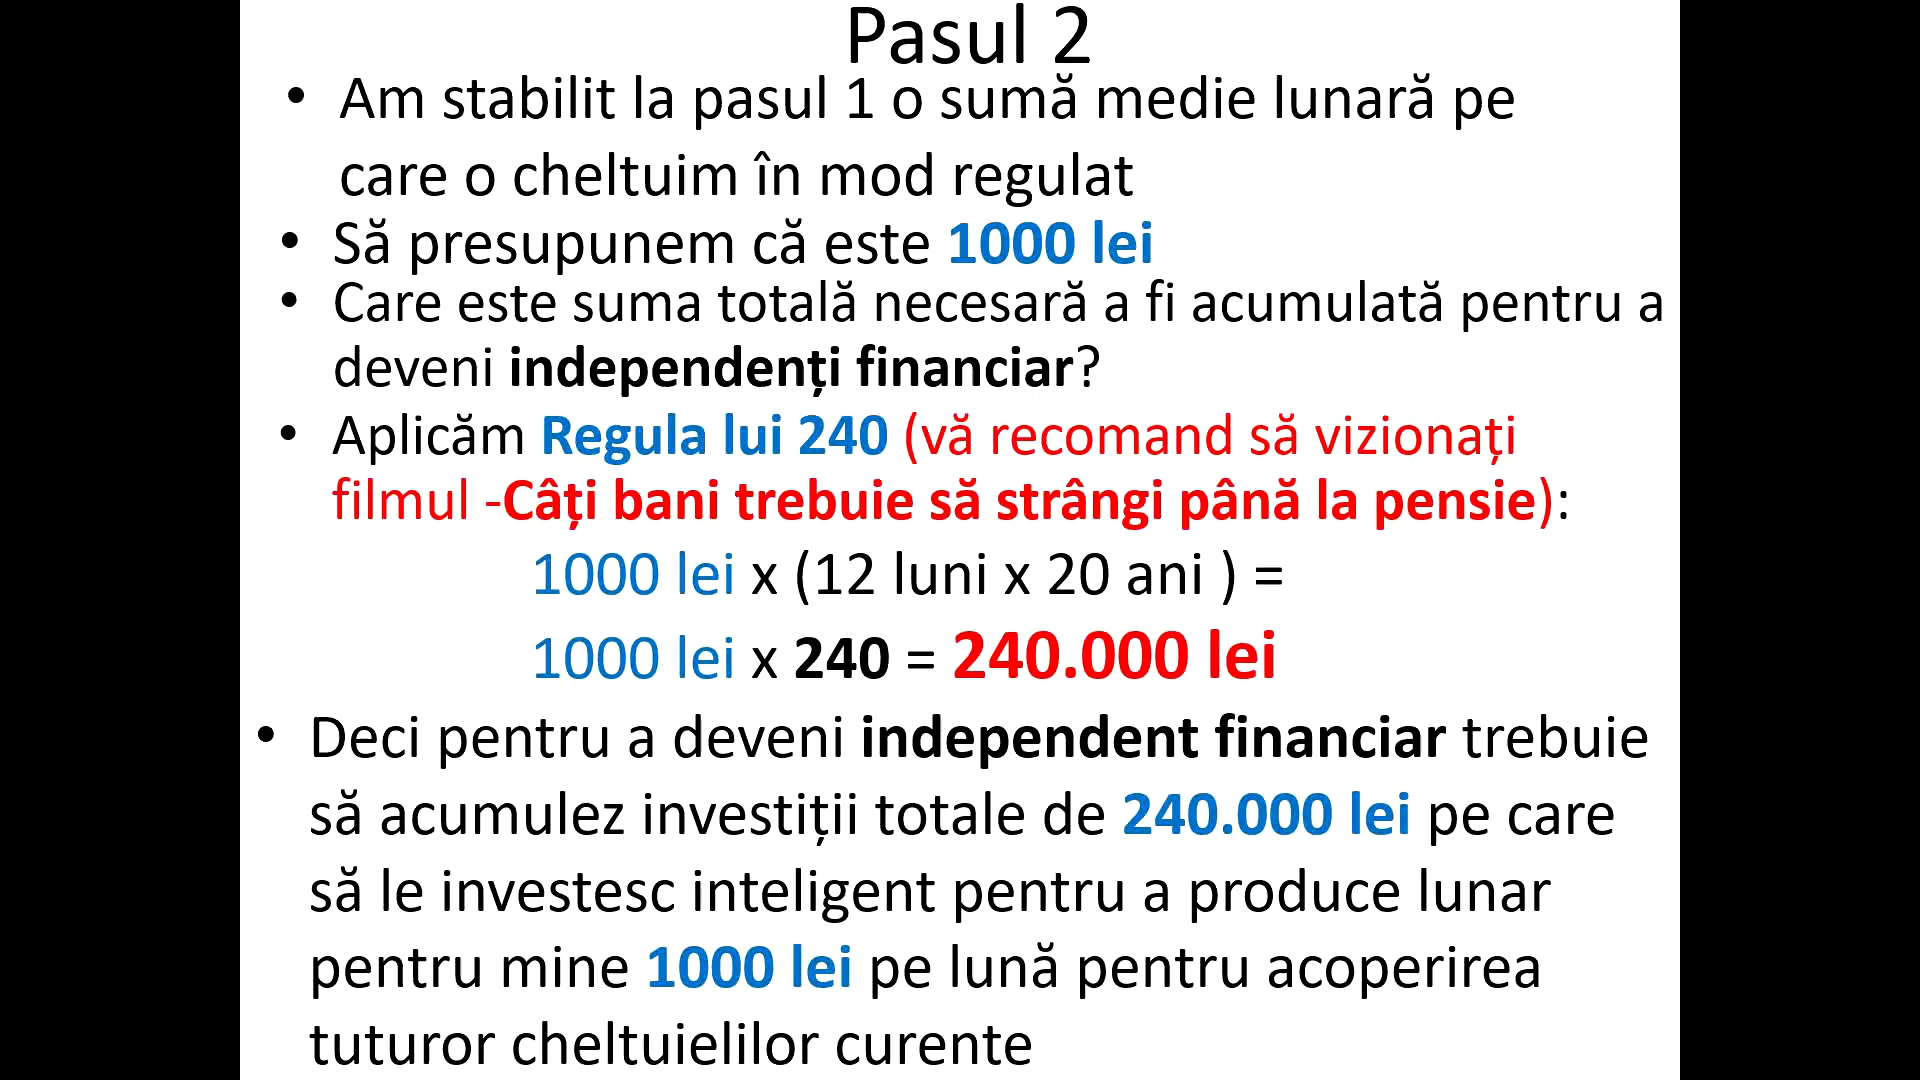 Pasul 2
• Am stabilit la pasul 1 o sumă medie lunară pe
care o cheltuim în mod regulat
• Să presupunem că este 1000 lei
• Care este suma totală necesară a fi acumulată pentru a
deveni independenți financiar?
• Aplicăm Regula lui 240 (vă recomand să vizionați
filmul -Câți bani trebuie să strângi până la pensie):
1000 lei x (12 luni x 20 ani ) =
1000 lei x 240 = 240.000 lei
• Deci pentru a deveni independent financiar trebuie
să acumulez investiții totale de 240.000 lei pe care
să le investesc inteligent pentru a produce lunar
pentru mine 1000 lei pe lună pentru acoperirea
tuturor cheltuielilor curente